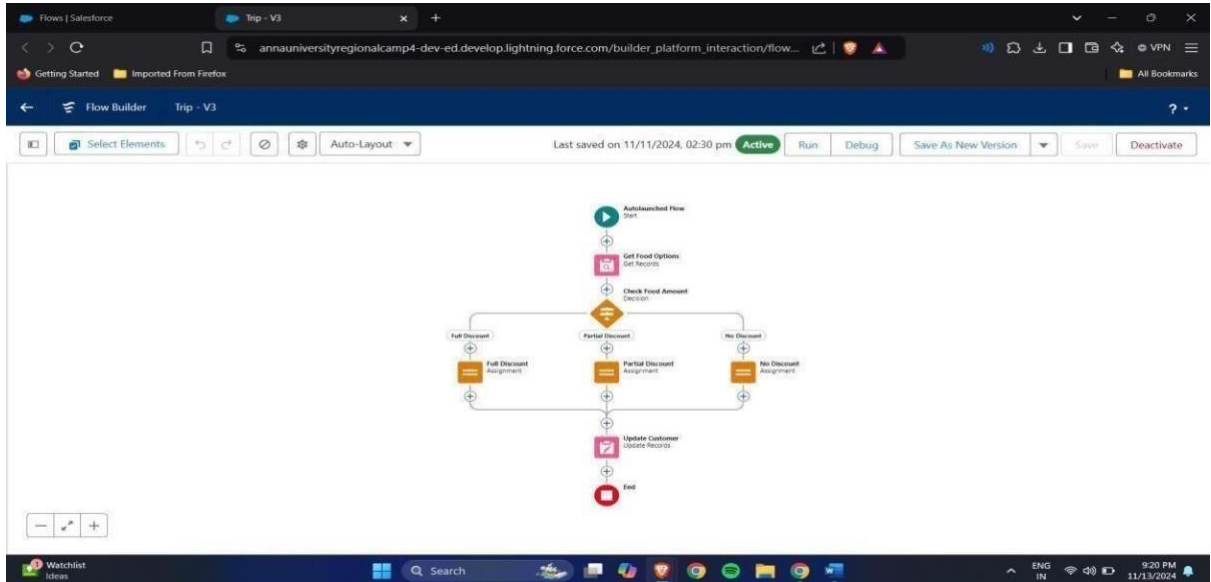 Flows | Salesforce
Trip - V3
annauniversityregionalcamp4-dev-ed.develop.lightning.force.com/builder_platform_interaction/flow...
VPN
Getting Started
Imported From Firefox
All Bookmarks
Flow Builder
Trip - V3
?
Select Elements
Auto-Layout
Last saved on 11/11/2024, 02:30 pm
Active
Run
Debug
Save As New Version
Save
Deactivate
Autolaunched Flow
Start
Get Food Options
Get Records
Check Food Amount
Decision
Full Discount
Partial Discount
No Discount
Full Discount
Assignment
Partial Discount
Assignment
No Discount
Assignment
Update Customer
Update Records
End
Watchlist
Ideas
Search
ENG
IN
9:20 PM
11/13/2024